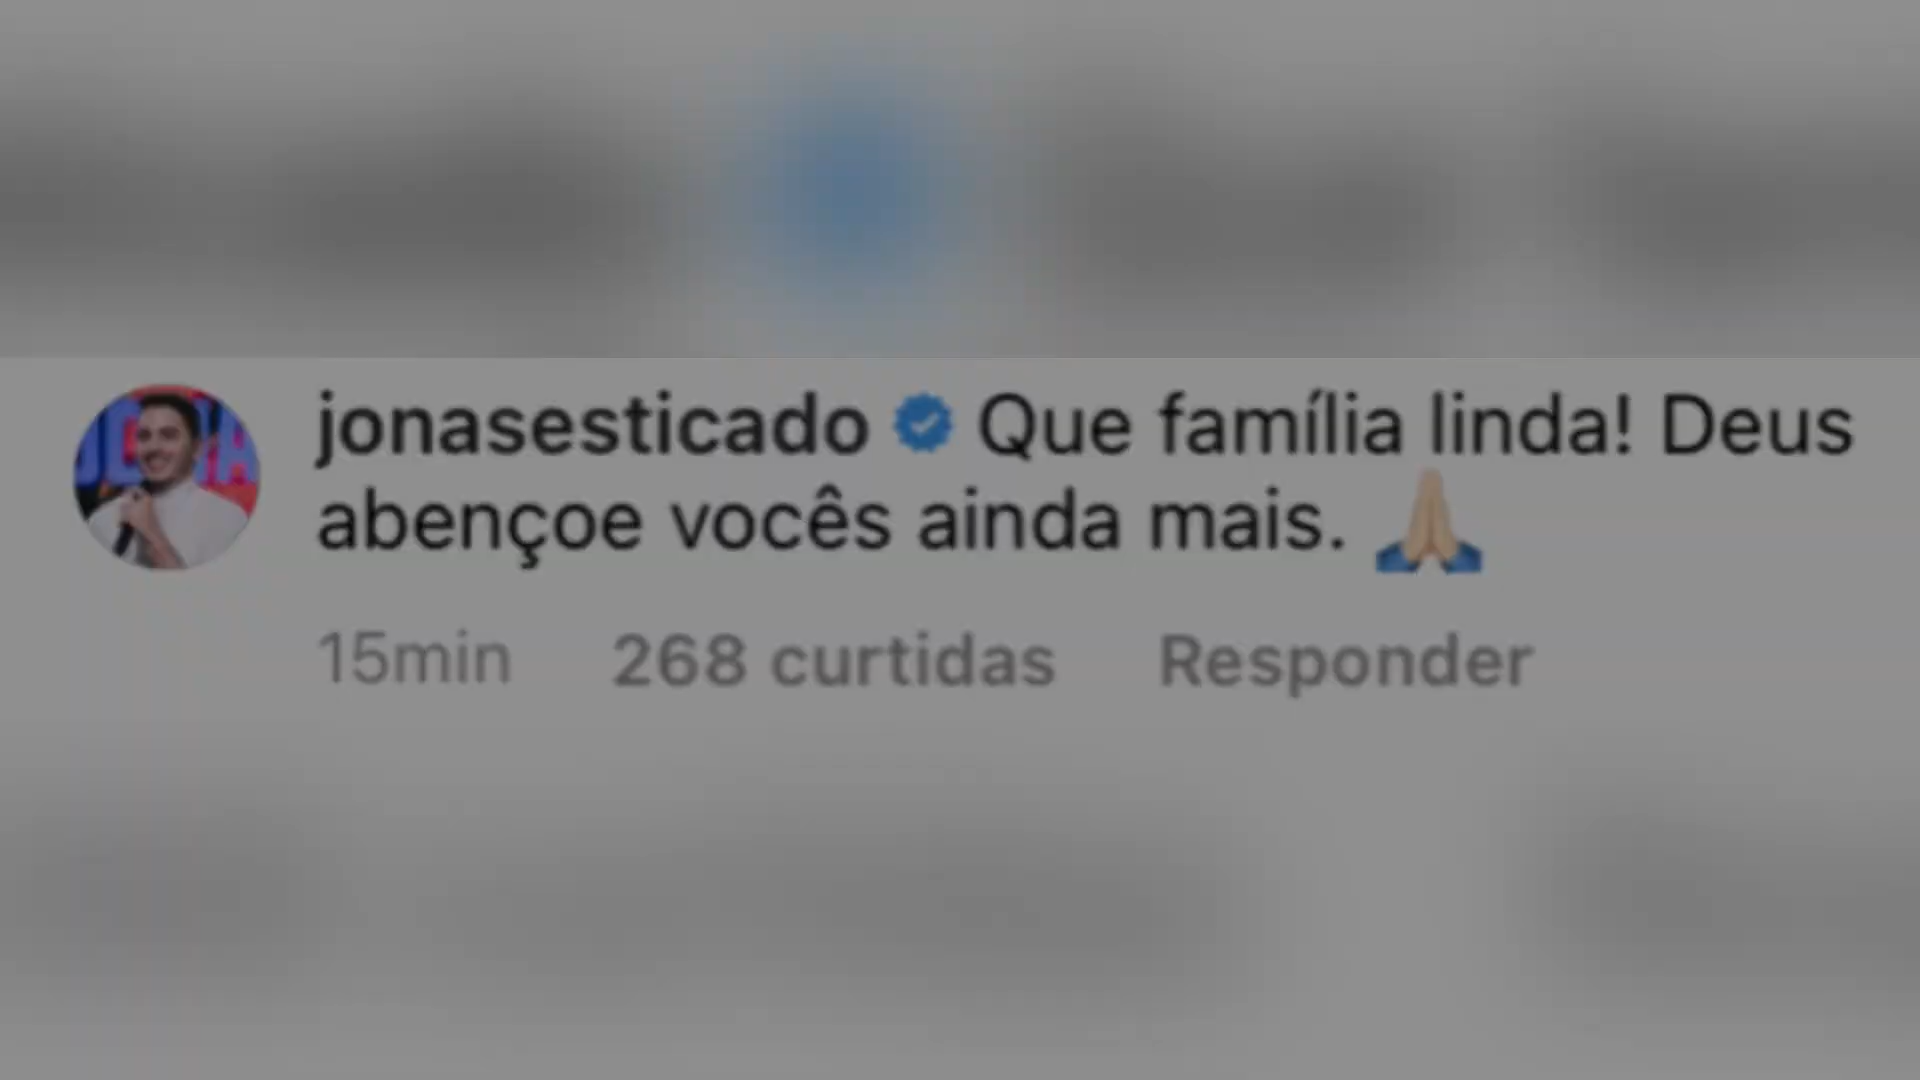 jonasesticado Que família linda! Deus
abençoe vocês ainda mais. 🙏🏼
15min 268 curtidas Responder